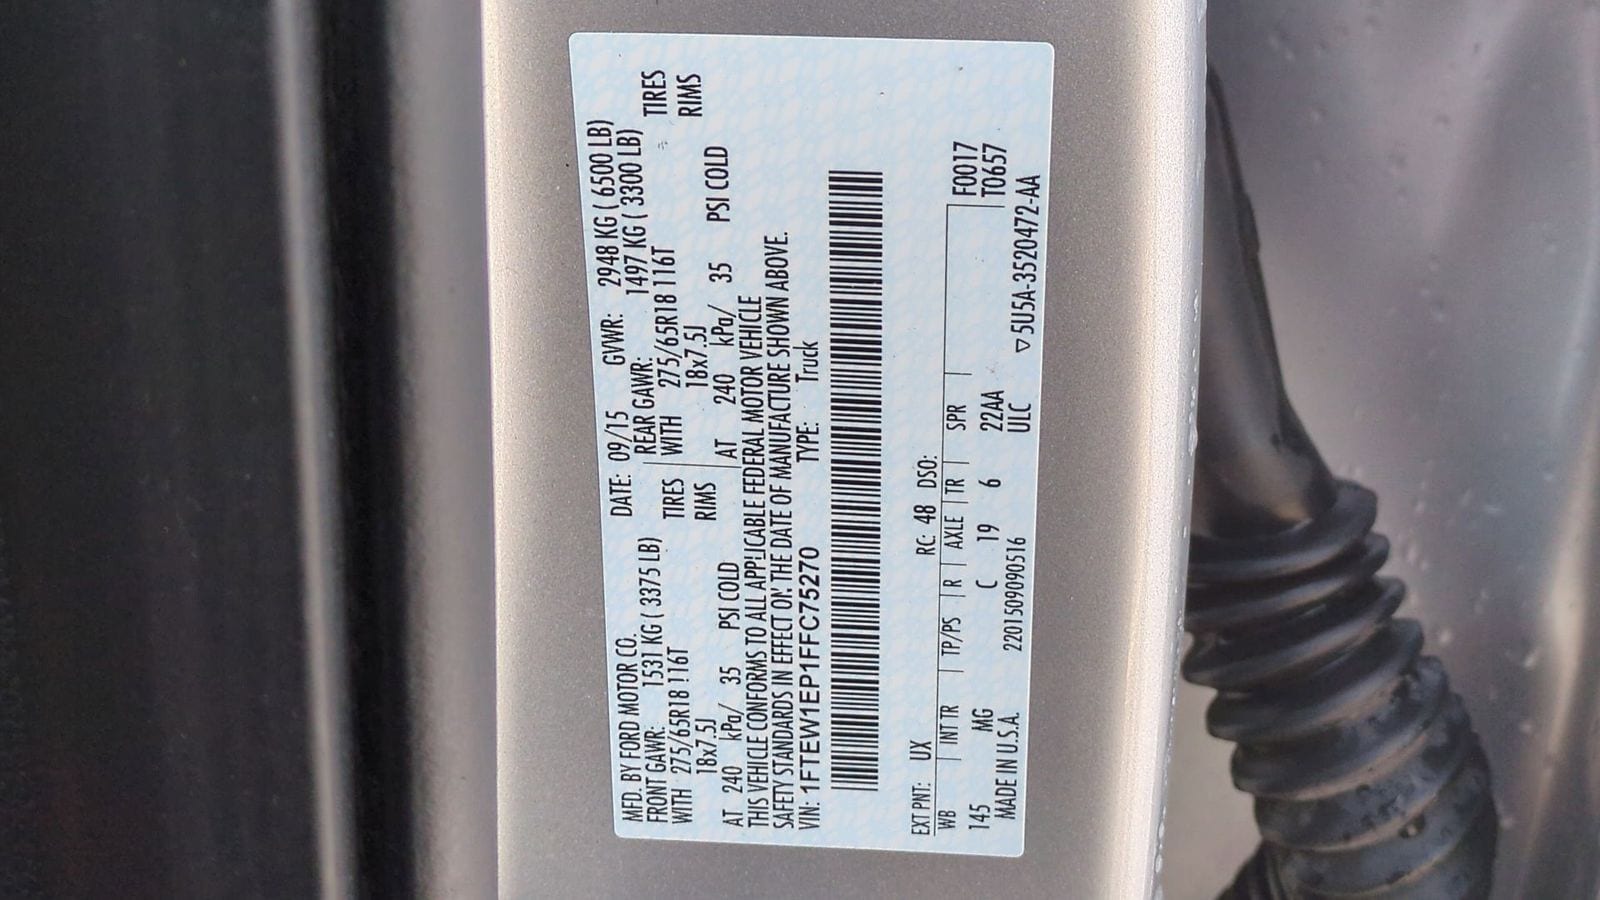 MFD. BY FORD MOTOR CO.
DATE: 09/15 GVWR: 2948 KG ( 6500 LB)
FRONT GAWR: 1531 KG ( 3375 LB) REAR GAWR: 1497 KG ( 3300 LB)
WITH 275/65R18 116T TIRES WITH 275/65R18 116T TIRES
18x7.5J RIMS 18x7.5J RIMS
AT 240 kPa/ 35 PSI COLD AT 240 kPa/ 35 PSI COLD
THIS VEHICLE CONFORMS TO ALL APPLICABLE FEDERAL MOTOR VEHICLE
SAFETY STANDARDS IN EFFECT ON THE DATE OF MANUFACTURE SHOWN ABOVE.
VIN: 1FTEW1EP1FFC75270 TYPE: Truck
EXT PNT: UX RC: 48 DSO:
WB INT TR TP/PS R AXLE TR SPR F0017
145 MG C 19 6 22AA T0657
MADE IN U.S.A. 2201509090516 ULC ▽5U5A-3520472-AA